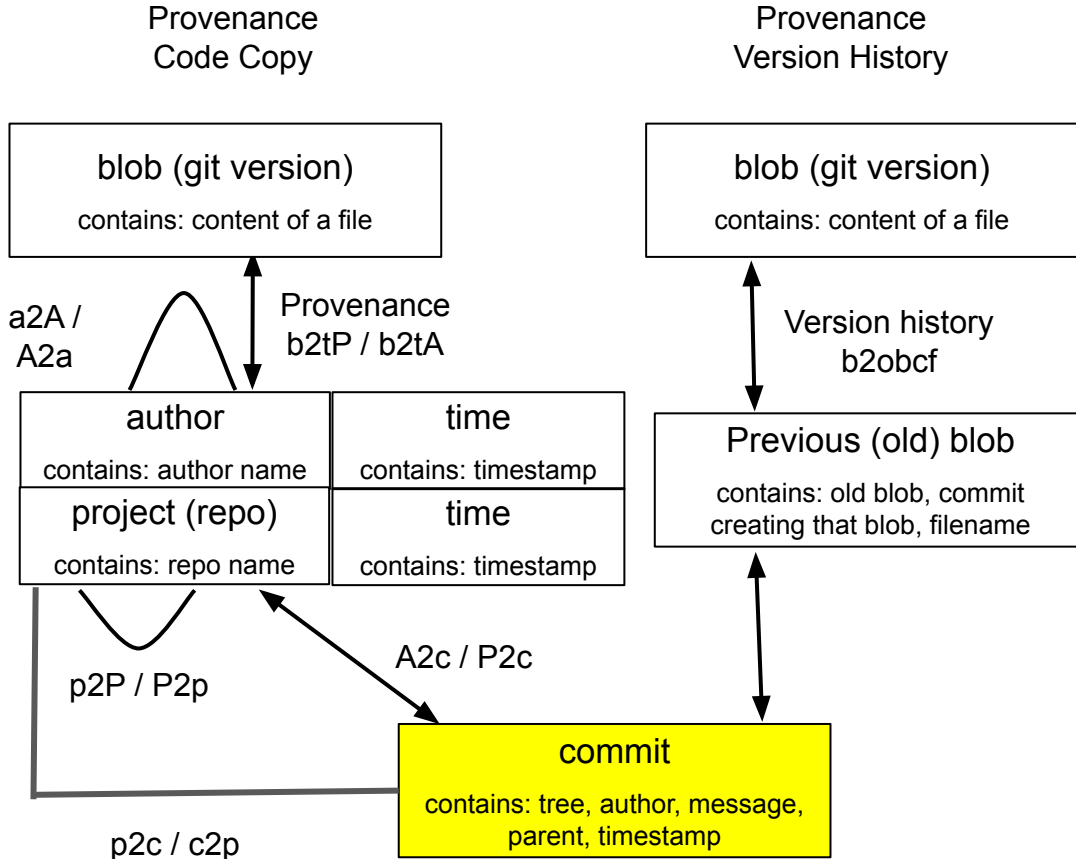 Provenance
Code Copy
Provenance
Version History
blob (git version)
contains: content of a file
blob (git version)
contains: content of a file
a2A /
A2a
Provenance
b2tP / b2tA
Version history
b2obcf
author
contains: author name
time
contains: timestamp
project (repo)
contains: repo name
time
contains: timestamp
Previous (old) blob
contains: old blob, commit
creating that blob, filename
A2c / P2c
p2P / P2p
commit
contains: tree, author, message,
parent, timestamp
p2c / c2p